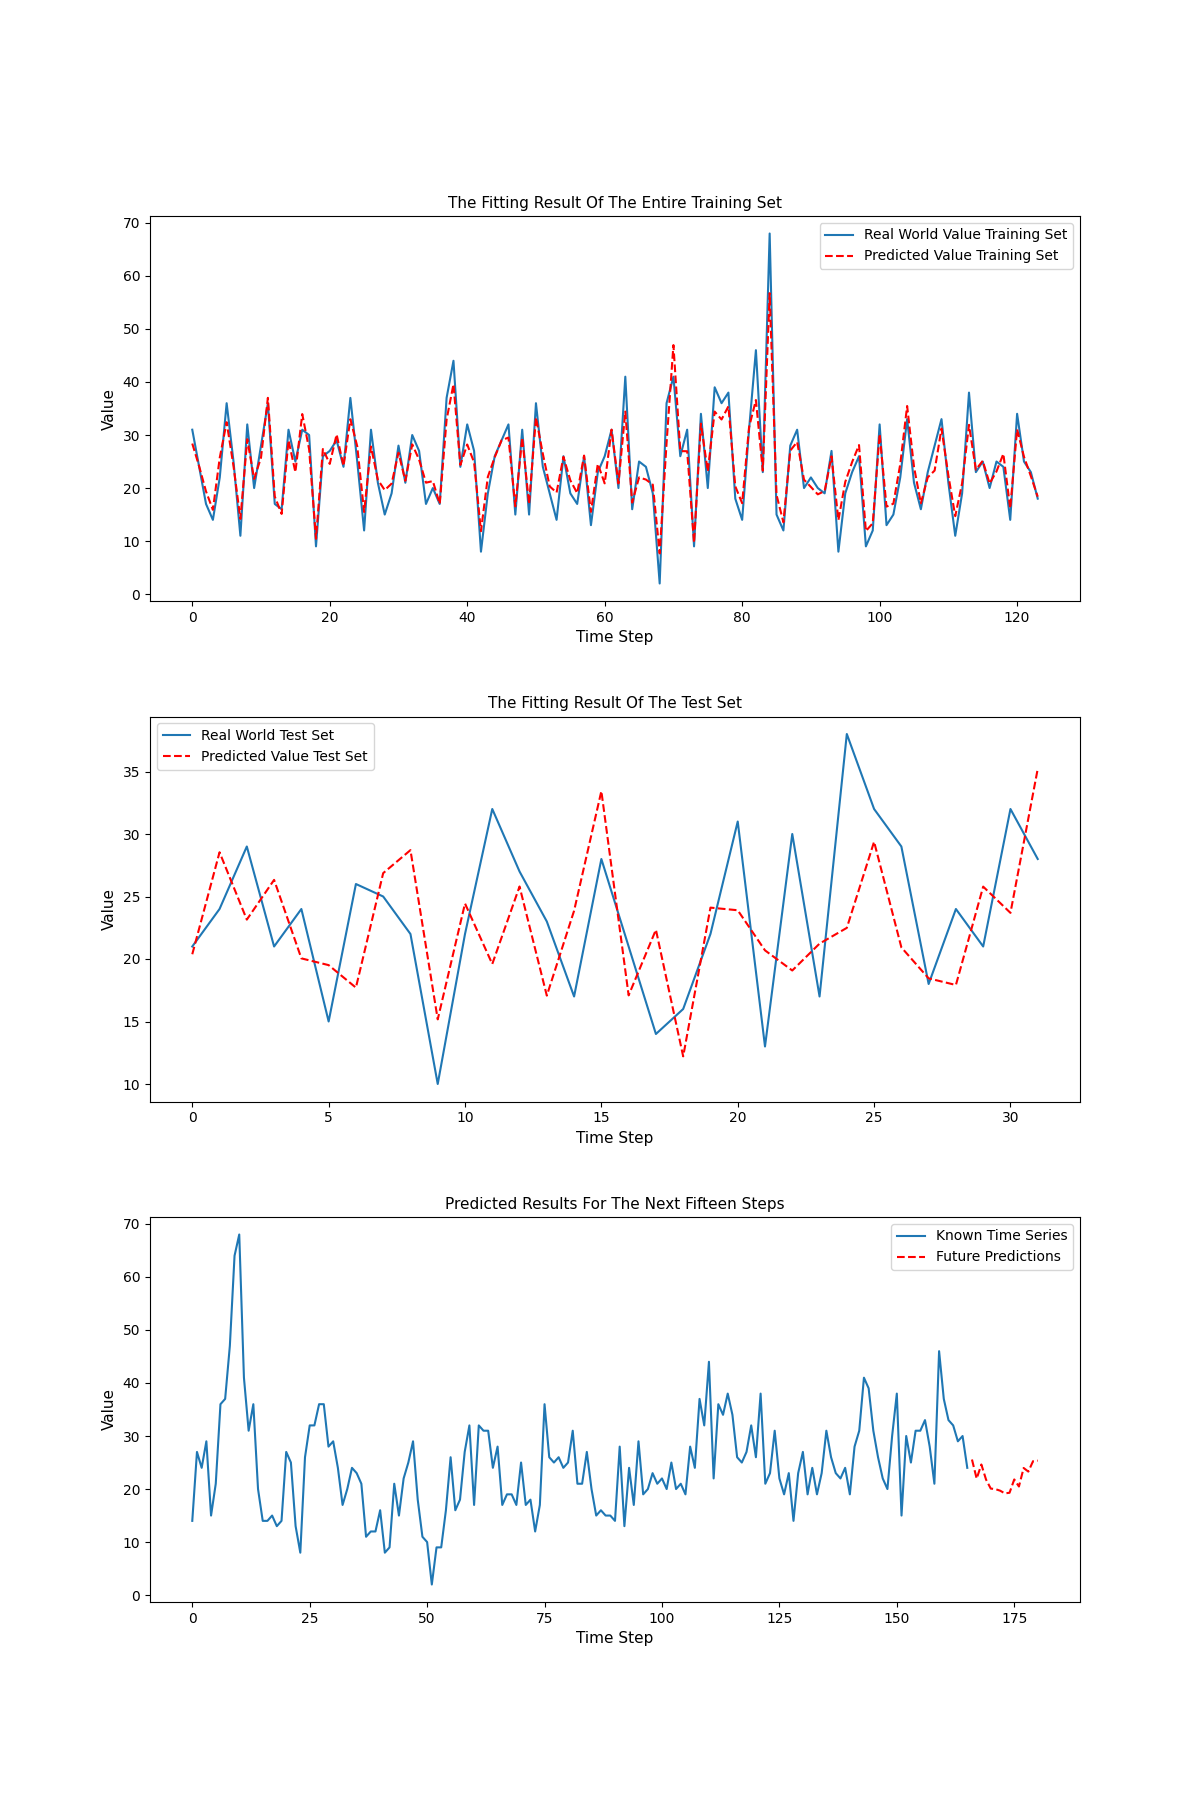 The Fitting Result Of The Entire Training Set
70
60
50
40
30
20
10
0
Value
Real World Value Training Set
Predicted Value Training Set
0 20 40 60 80 100 120
Time Step
The Fitting Result Of The Test Set
35
30
25
20
15
10
Value
Real World Test Set
Predicted Value Test Set
0 5 10 15 20 25 30
Time Step
Predicted Results For The Next Fifteen Steps
70
60
50
40
30
20
10
0
Value
Known Time Series
Future Predictions
0 25 50 75 100 125 150 175
Time Step